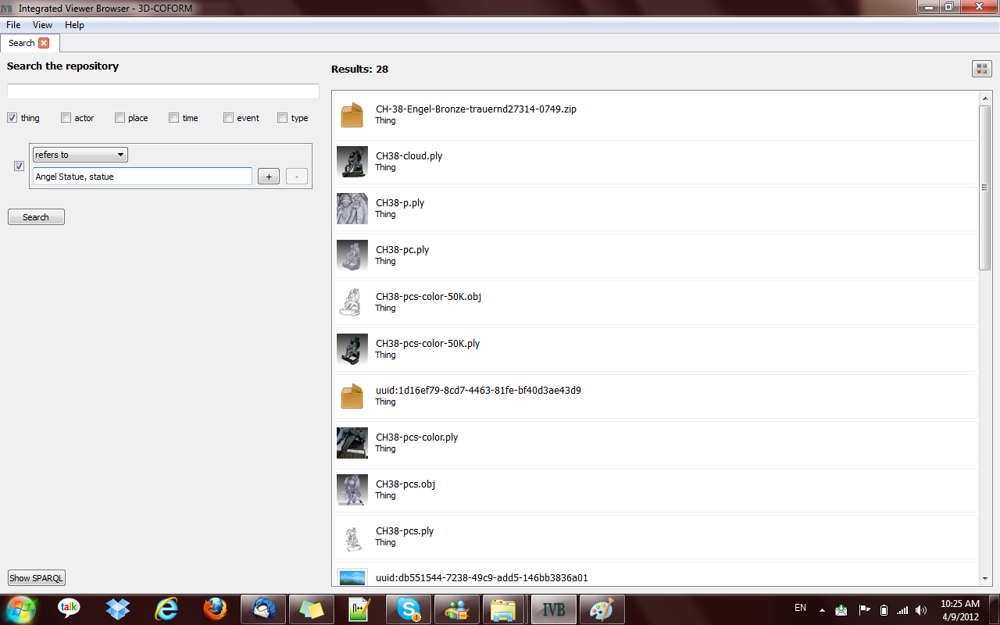 IVB Integrated Viewer Browser - 3D-COFORM
File View Help
Search
Search the repository
thing actor place time event type
refers to
Angel Statue, statue
+ -
Search
Show SPARQL
Results: 28
CH-38-Engel-Bronze-trauernd27314-0749.zip
Thing
CH38-cloud.ply
Thing
CH38-p.ply
Thing
CH38-pc.ply
Thing
CH38-pcs-color-50K.obj
Thing
CH38-pcs-color-50K.ply
Thing
uuid:1d16ef79-8cd7-4463-81fe-bf40d3ae43d9
Thing
CH38-pcs-color.ply
Thing
CH38-pcs.obj
Thing
CH38-pcs.ply
Thing
uuid:db551544-7238-49c9-add5-146bb3836a01
talk
n++
S 1
IVB
EN
10:25 AM
4/9/2012